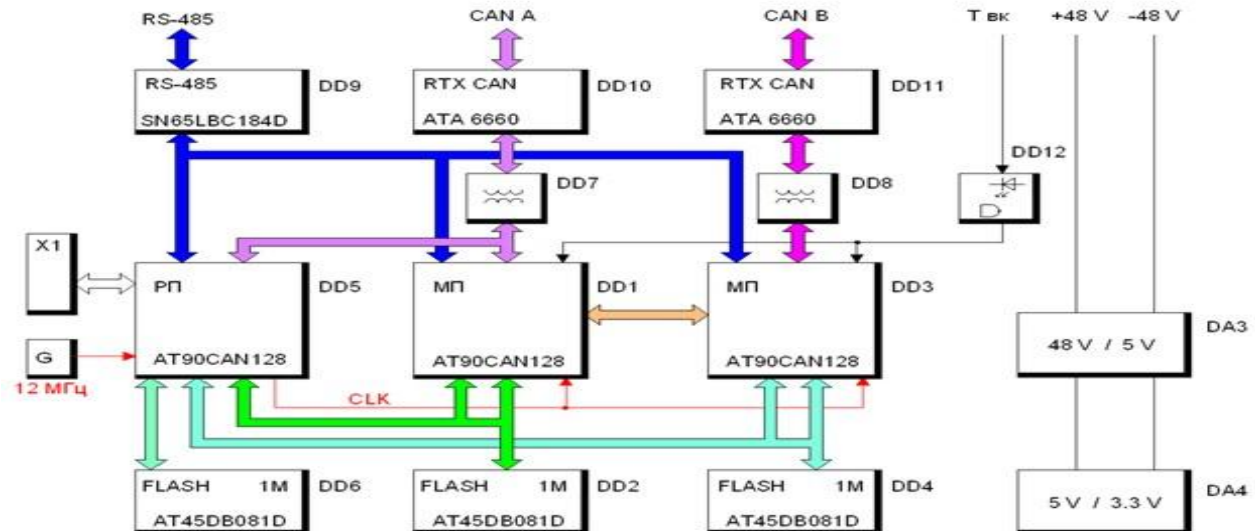 RS-485 CAN A CAN B Т вк +48 V -48 V
RS-485 DD9 RTX CAN DD10 RTX CAN DD11
SN65LBC184D ATA 6660 ATA 6660
DD12
DD7 DD8
X1
РП DD5 МП DD1 МП DD3
DA3
48 V / 5 V
G AT90CAN128 AT90CAN128 AT90CAN128
12 МГц
CLK
FLASH 1M DD6 FLASH 1M DD2 FLASH 1M DD4 DA4
5 V / 3.3 V
AT45DB081D AT45DB081D AT45DB081D